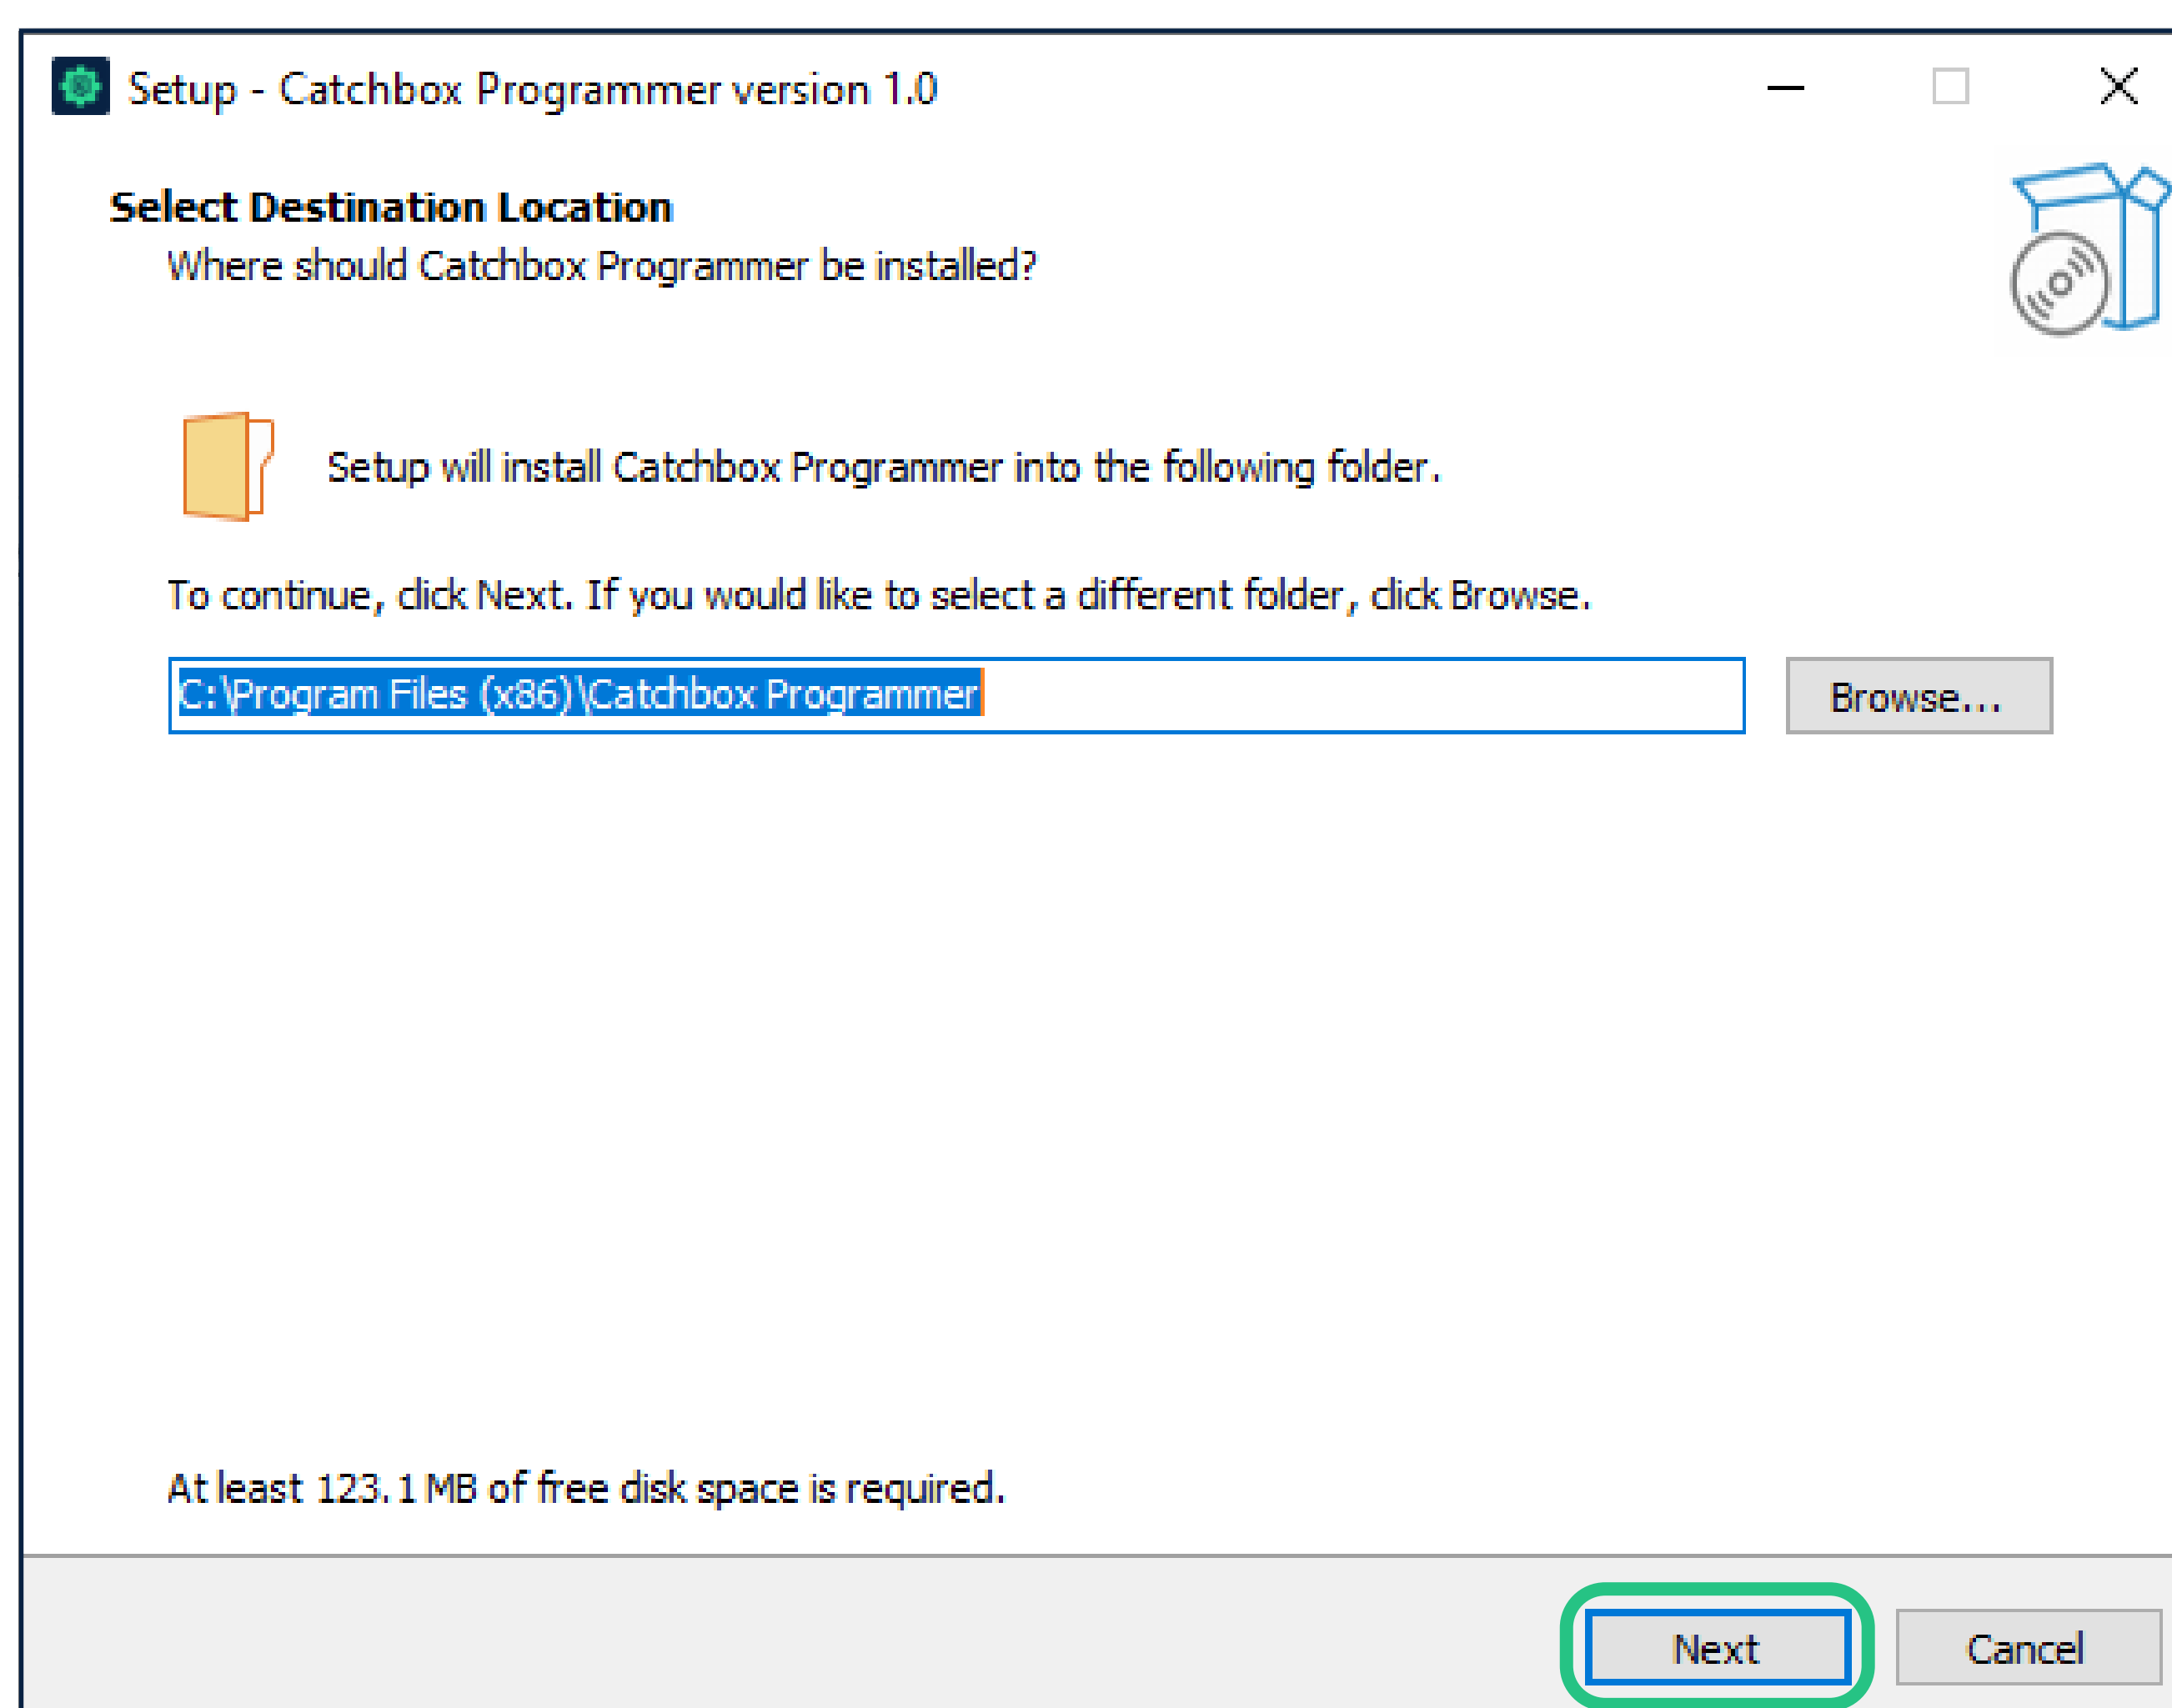 Setup - Catchbox Programmer version 1.0
Select Destination Location
Where should Catchbox Programmer be installed?
Setup will install Catchbox Programmer into the following folder.
To continue, click Next. If you would like to select a different folder, click Browse.
C:\Program Files (x86)\Catchbox Programmer
Browse...
At least 123.1 MB of free disk space is required.
Next
Cancel